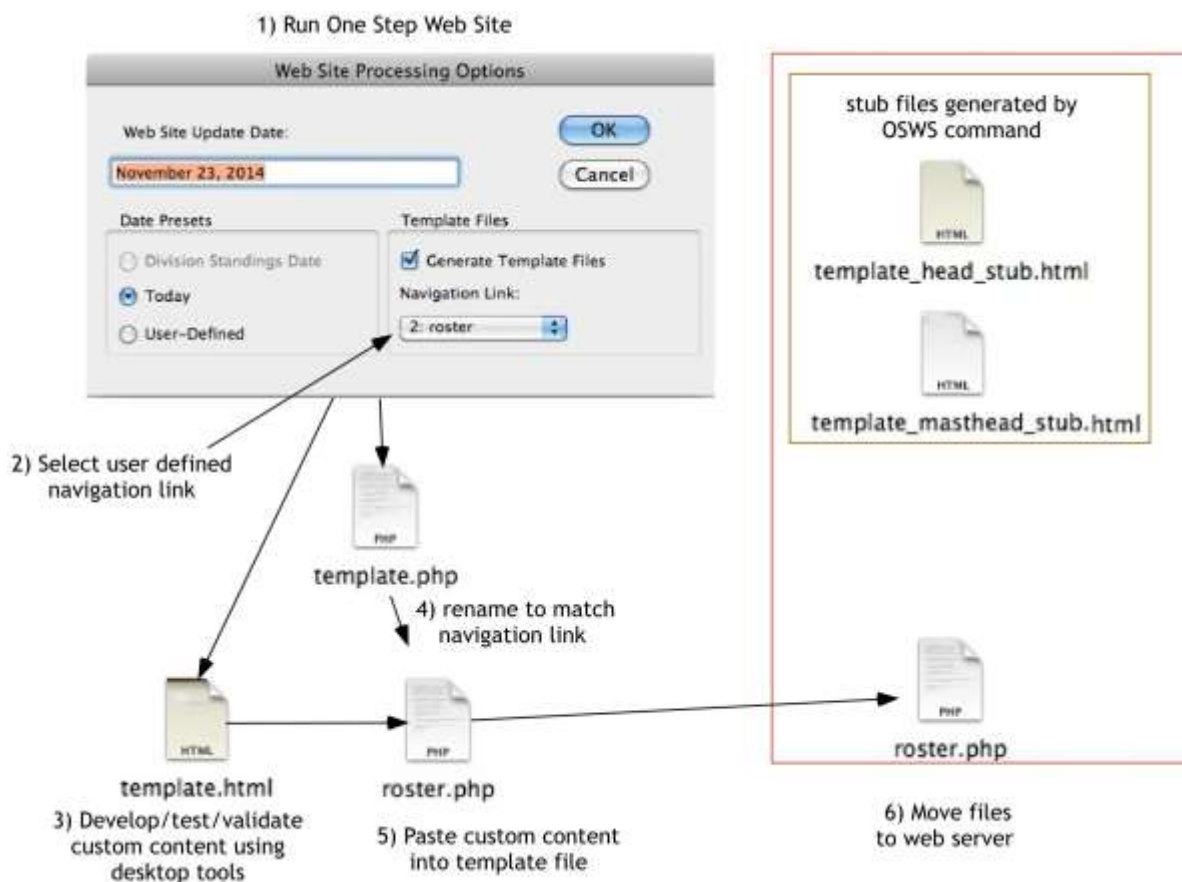 1) Run One Step Web Site
Web Site Processing Options
Web Site Update Date:
OK
November 23, 2014
Cancel
Date Presets
Template Files
Division Standings Date
Generate Template Files
Today
Navigation Link:
User-Defined
2: roster
stub files generated by
OSWS command
HTML
template_head_stub.html
HTML
template_masthead_stub.html
2) Select user defined
navigation link
PHP
template.php
4) rename to match
navigation link
HTML
template.html
PHP
roster.php
PHP
roster.php
3) Develop/test/validate
custom content using
desktop tools
5) Paste custom content
into template file
6) Move files
to web server